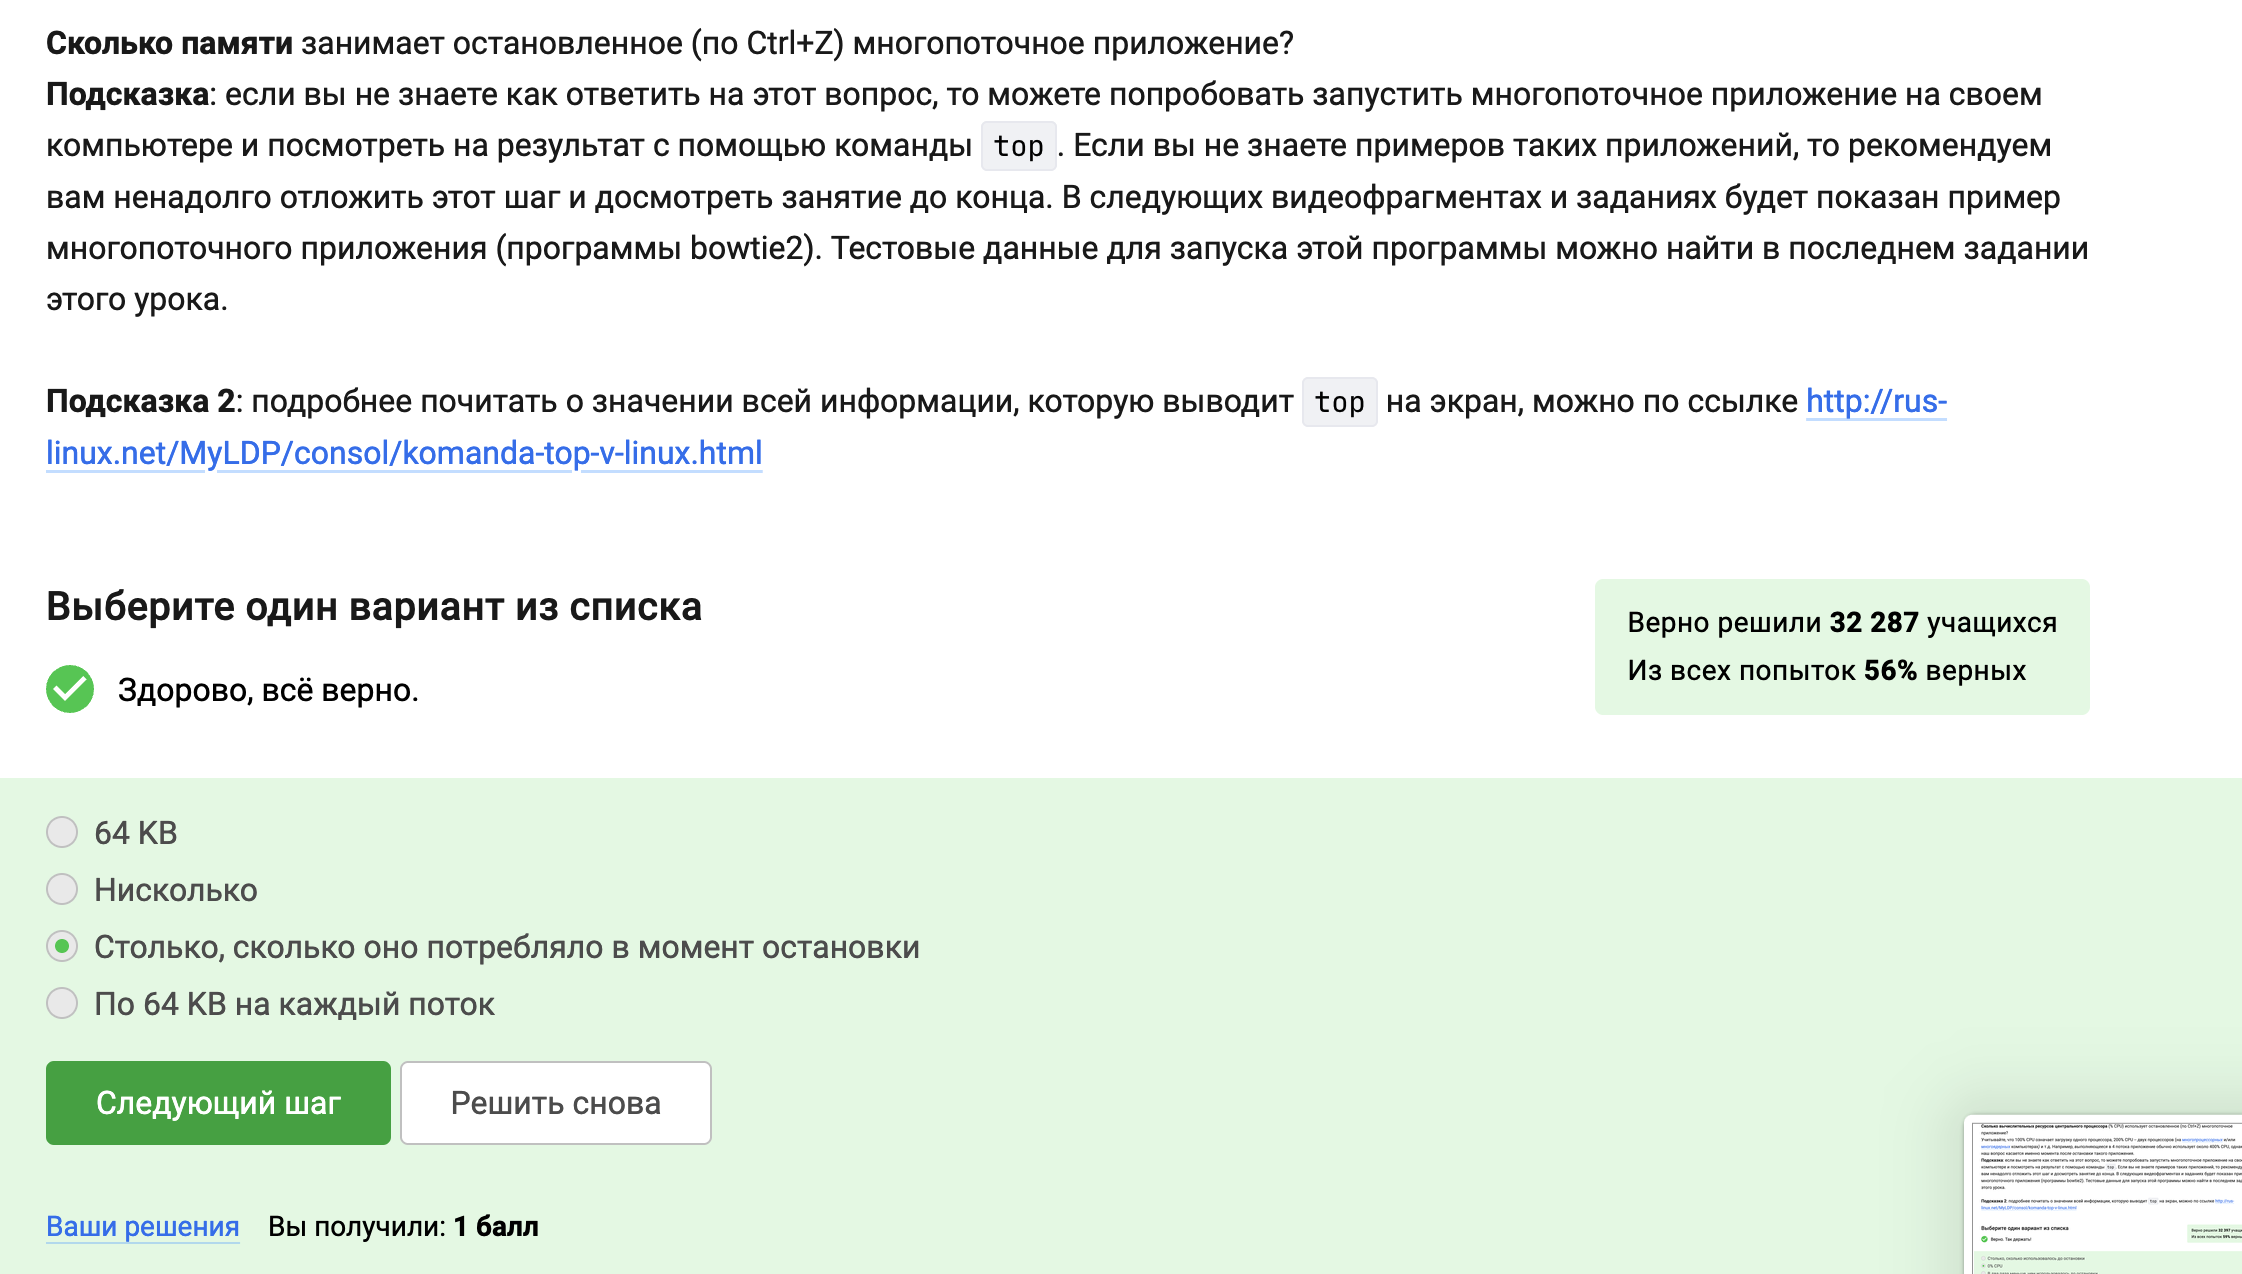 Сколько памяти занимает остановленное (по Ctrl+Z) многопоточное приложение?
Подсказка: если вы не знаете как ответить на этот вопрос, то можете попробовать запустить многопоточное приложение на своем
компьютере и посмотреть на результат с помощью команды top. Если вы не знаете примеров таких приложений, то рекомендуем
вам ненадолго отложить этот шаг и досмотреть занятие до конца. В следующих видеофрагментах и заданиях будет показан пример
многопоточного приложения (программы bowtie2). Тестовые данные для запуска этой программы можно найти в последнем задании
этого урока.
Подсказка 2: подробнее почитать о значении всей информации, которую выводит top на экран, можно по ссылке http://rus-
linux.net/MyLDP/consol/komanda-top-v-linux.html
Выберите один вариант из списка
Верно решили 32 287 учащихся
Из всех попыток 56% верных
Здорово, всё верно.
64 KB
Нисколько
Столько, сколько оно потребляло в момент остановки
По 64 KB на каждый поток
Следующий шаг
Решить снова
Ваши решения Вы получили: 1 балл